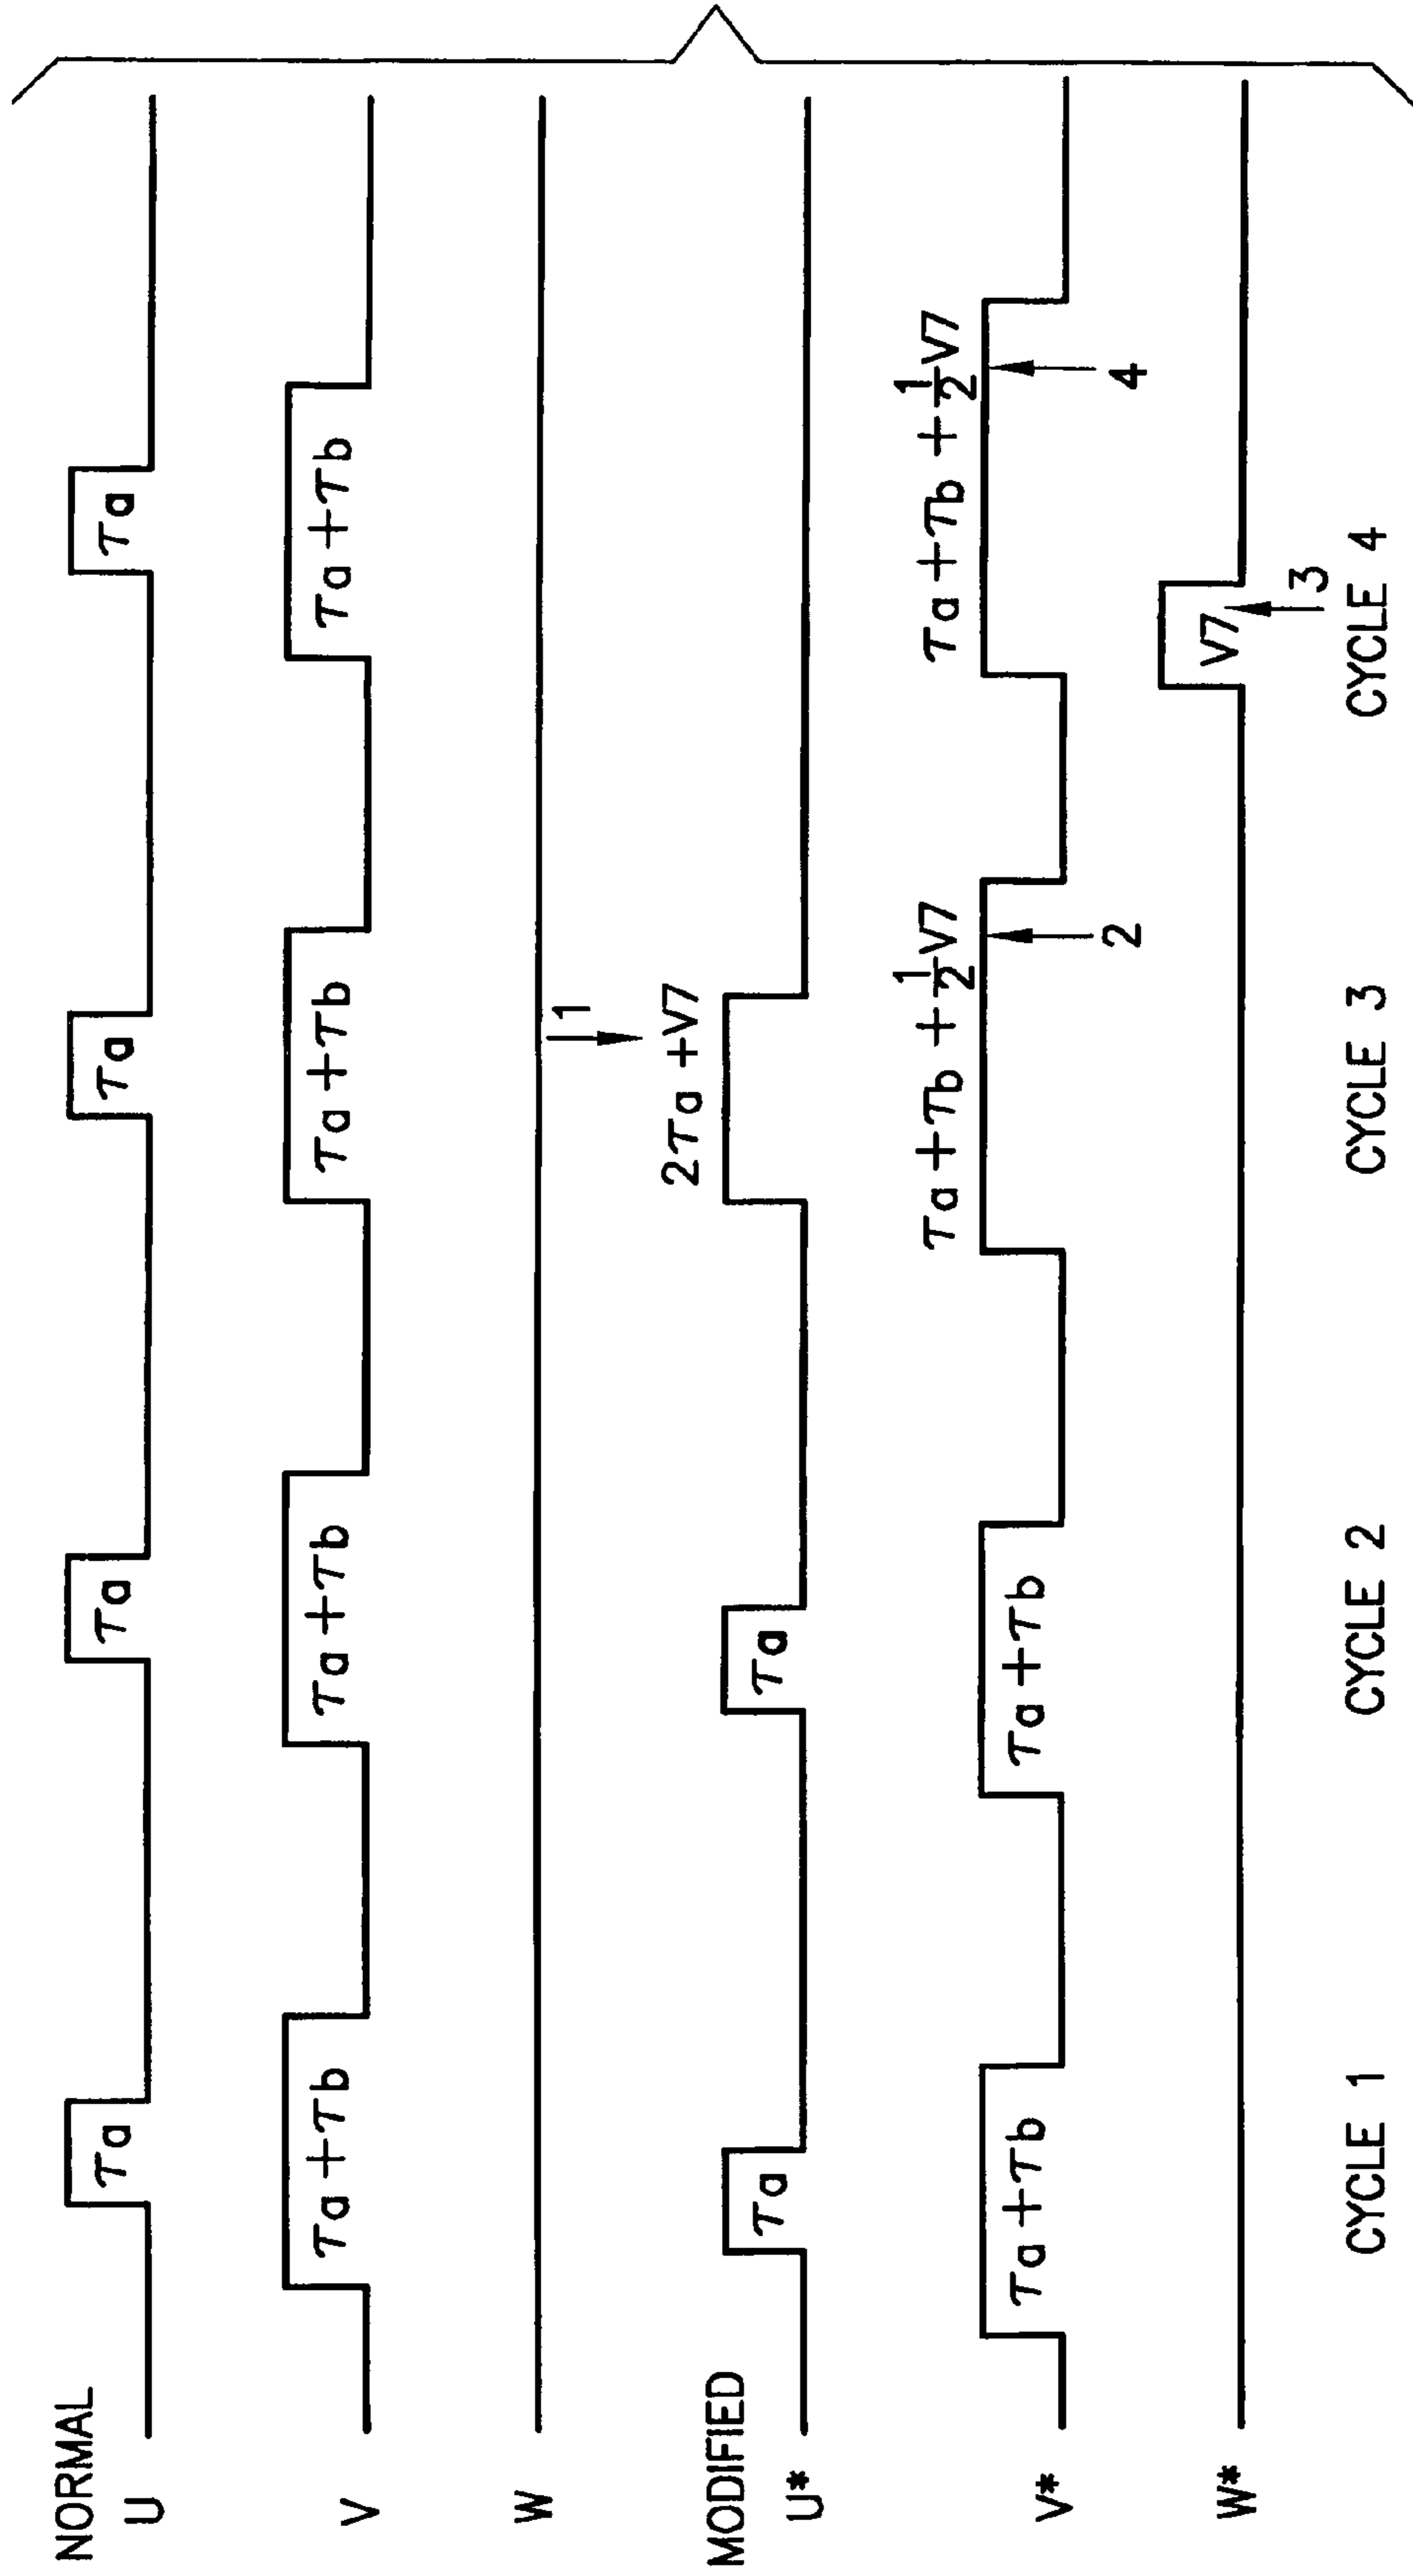 NORMAL
U
τa
τa
τa
τa
V
τa+τb
τa+τb
τa+τb
τa+τb
W
1
MODIFIED
2τa +V7
U*
τa
τa
τa+τb +½V7
τa+τb +½V7
V*
τa+τb
τa+τb
2
4
W*
V7
3
CYCLE 1
CYCLE 2
CYCLE 3
CYCLE 4